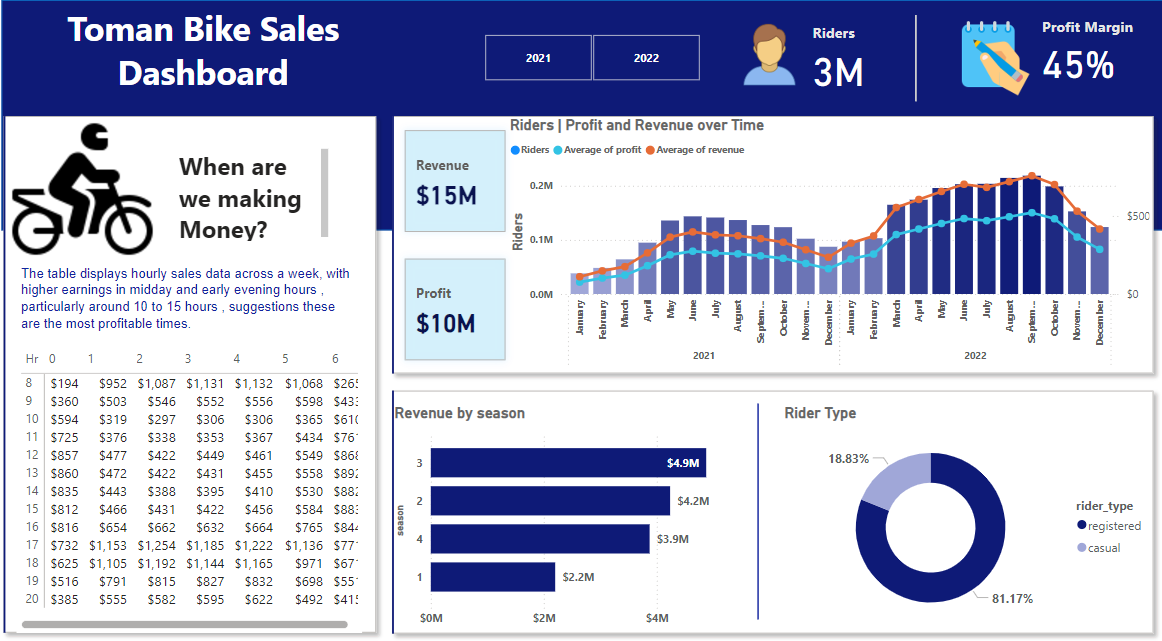 Toman Bike Sales
Dashboard
2021
2022
Riders
3M
Profit Margin
45%
When are
we making
Money?
The table displays hourly sales data across a week, with
higher earnings in midday and early evening hours ,
particularly around 10 to 15 hours , suggestions these
are the most profitable times.
Hr 0 1 2 3 4 5 6
8 $194 $952 $1,087 $1,131 $1,132 $1,068 $265
9 $360 $503 $546 $552 $556 $598 $433
10 $594 $319 $297 $306 $306 $365 $610
11 $725 $376 $338 $353 $367 $434 $761
12 $857 $477 $422 $449 $461 $549 $868
13 $860 $472 $422 $431 $455 $558 $892
14 $835 $443 $388 $395 $410 $530 $882
15 $812 $466 $431 $422 $456 $584 $883
16 $816 $654 $662 $632 $664 $765 $844
17 $732 $1,153 $1,254 $1,185 $1,222 $1,136 $77
18 $625 $1,105 $1,192 $1,144 $1,165 $971 $67
19 $516 $791 $815 $827 $832 $698 $55
20 $385 $555 $582 $595 $622 $492 $415
Revenue
$15M
Profit
$10M
Riders | Profit and Revenue over Time
Riders Average of profit Average of revenue
Riders
0.2M
0.1M
0.0M
$500
$0
January February March April May June July August Septem... October Novem... December January February March April May June July August Septem... October Novem... December
2021 2022
Revenue by season
season
3 $4.9M
2 $4.2M
4 $3.9M
1 $2.2M
$0M $2M $4M
Rider Type
18.83%
81.17%
rider_type
registered
casual